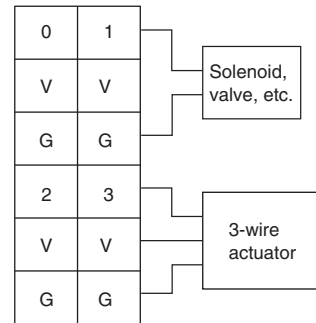 0 1
V V
G G
2 3
V V
G G
Solenoid,
valve, etc.
3-wire
actuator